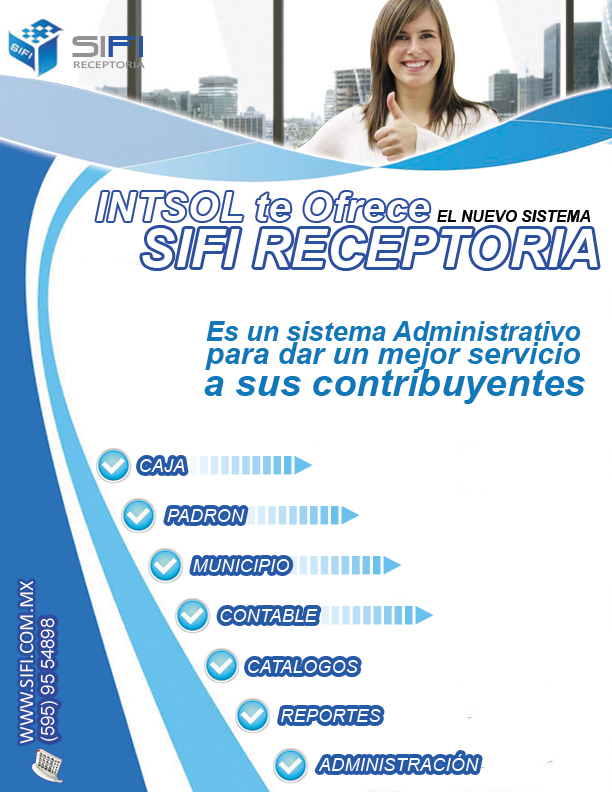 SIFI
SIFI
RECEPTORIA
INTSOL te Ofrece EL NUEVO SISTEMA
SIFI RECEPTORIA
Es un sistema Administrativo
para dar un mejor servicio
a sus contribuyentes
CAJA
PADRON
MUNICIPIO
CONTABLE
CATALOGOS
REPORTES
ADMINISTRACIÓN
WWW.SIFI.COM.MX
(595) 95 54898